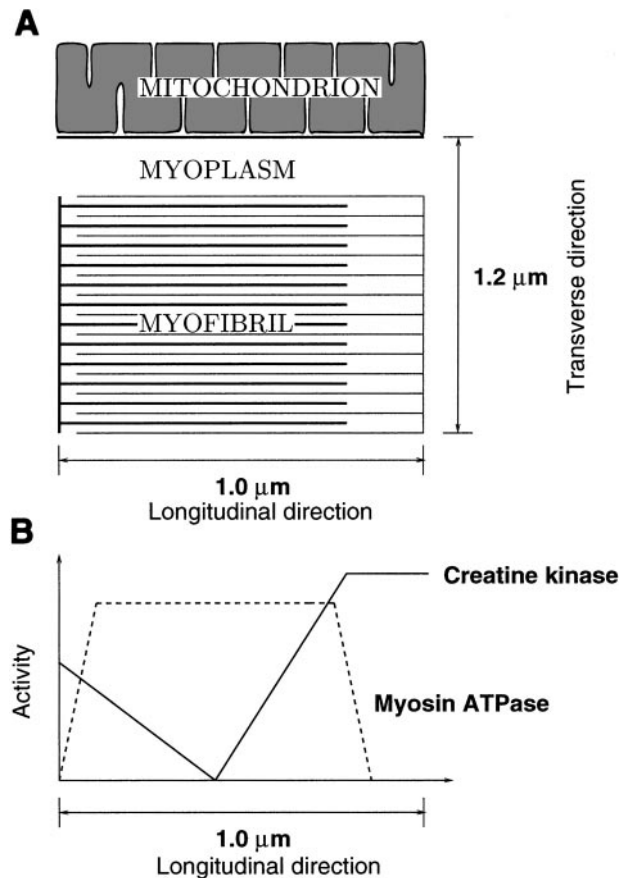 A
MITOCHONDRION
MYOPLASM
MYOFIBRIL
1.2 μm
Transverse direction
1.0 μm
Longitudinal direction
B
Activity
Creatine kinase
Myosin ATPase
1.0 μm
Longitudinal direction